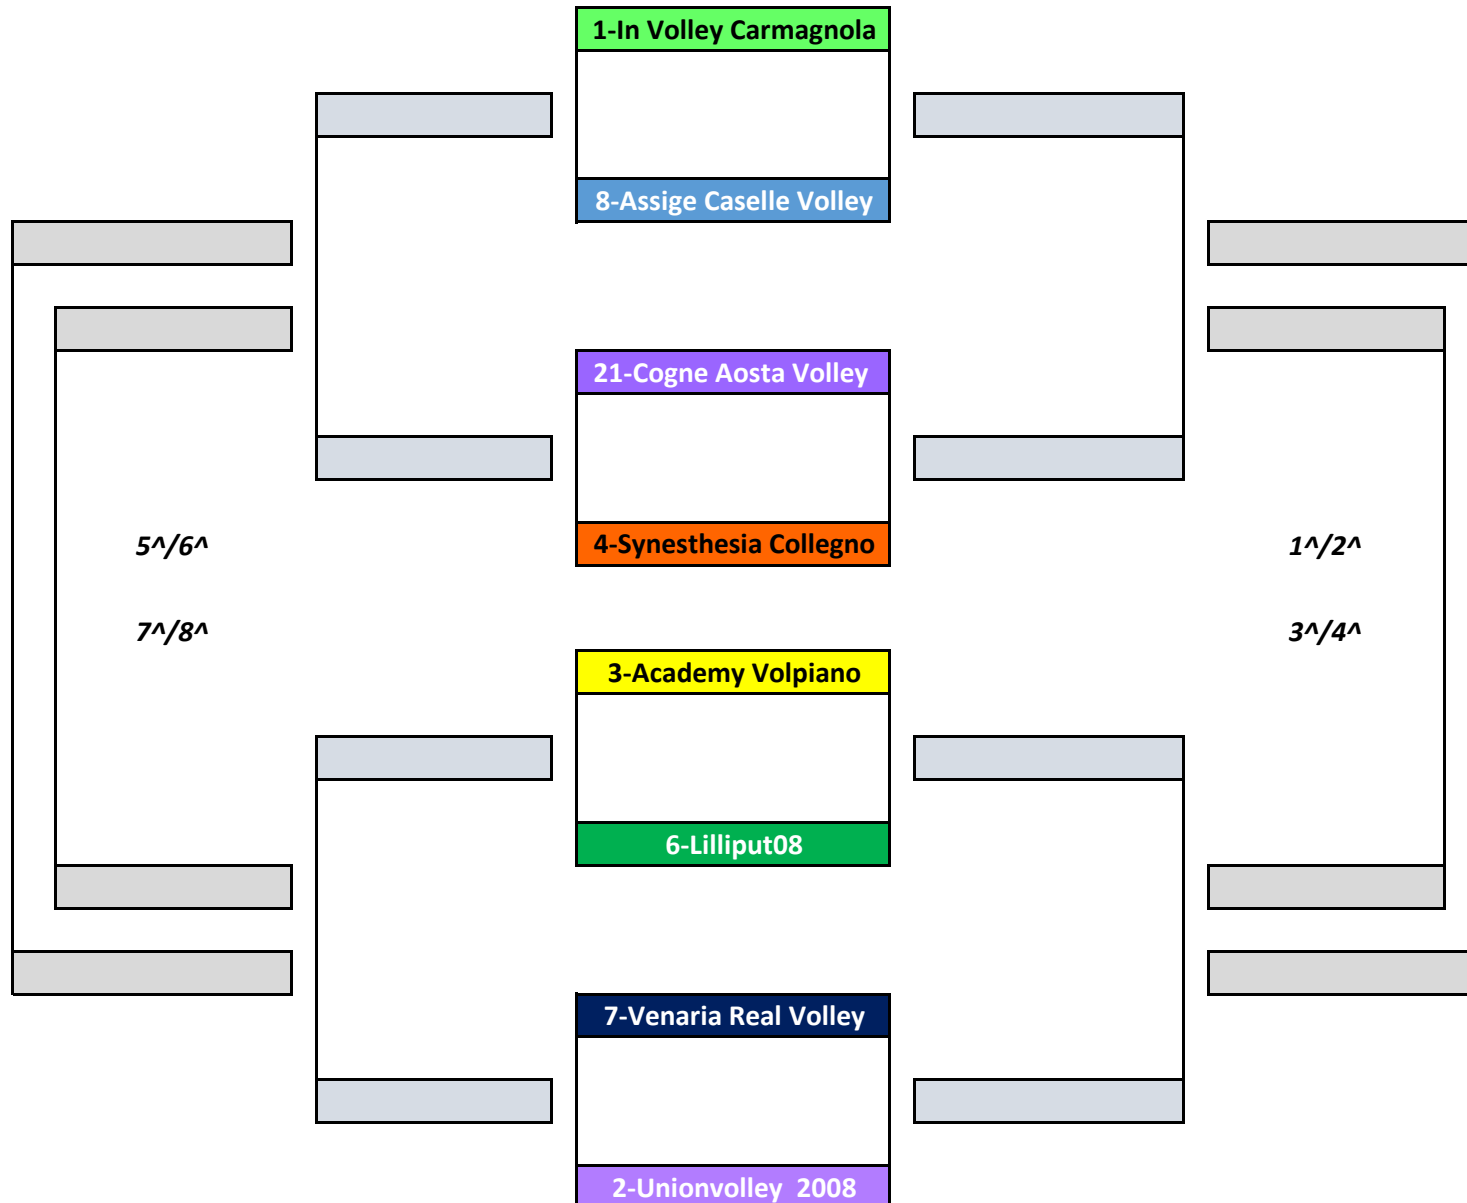 1-In Volley Carmagnola
8-Assige Caselle Volley
21-Cogne Aosta Volley
4-Synesthesia Collegno
5^/6^
1^/2^
7^/8^
3^/4^
3-Academy Volpiano
6-Lilliput08
7-Venaria Real Volley
2-Unionvolley  2008